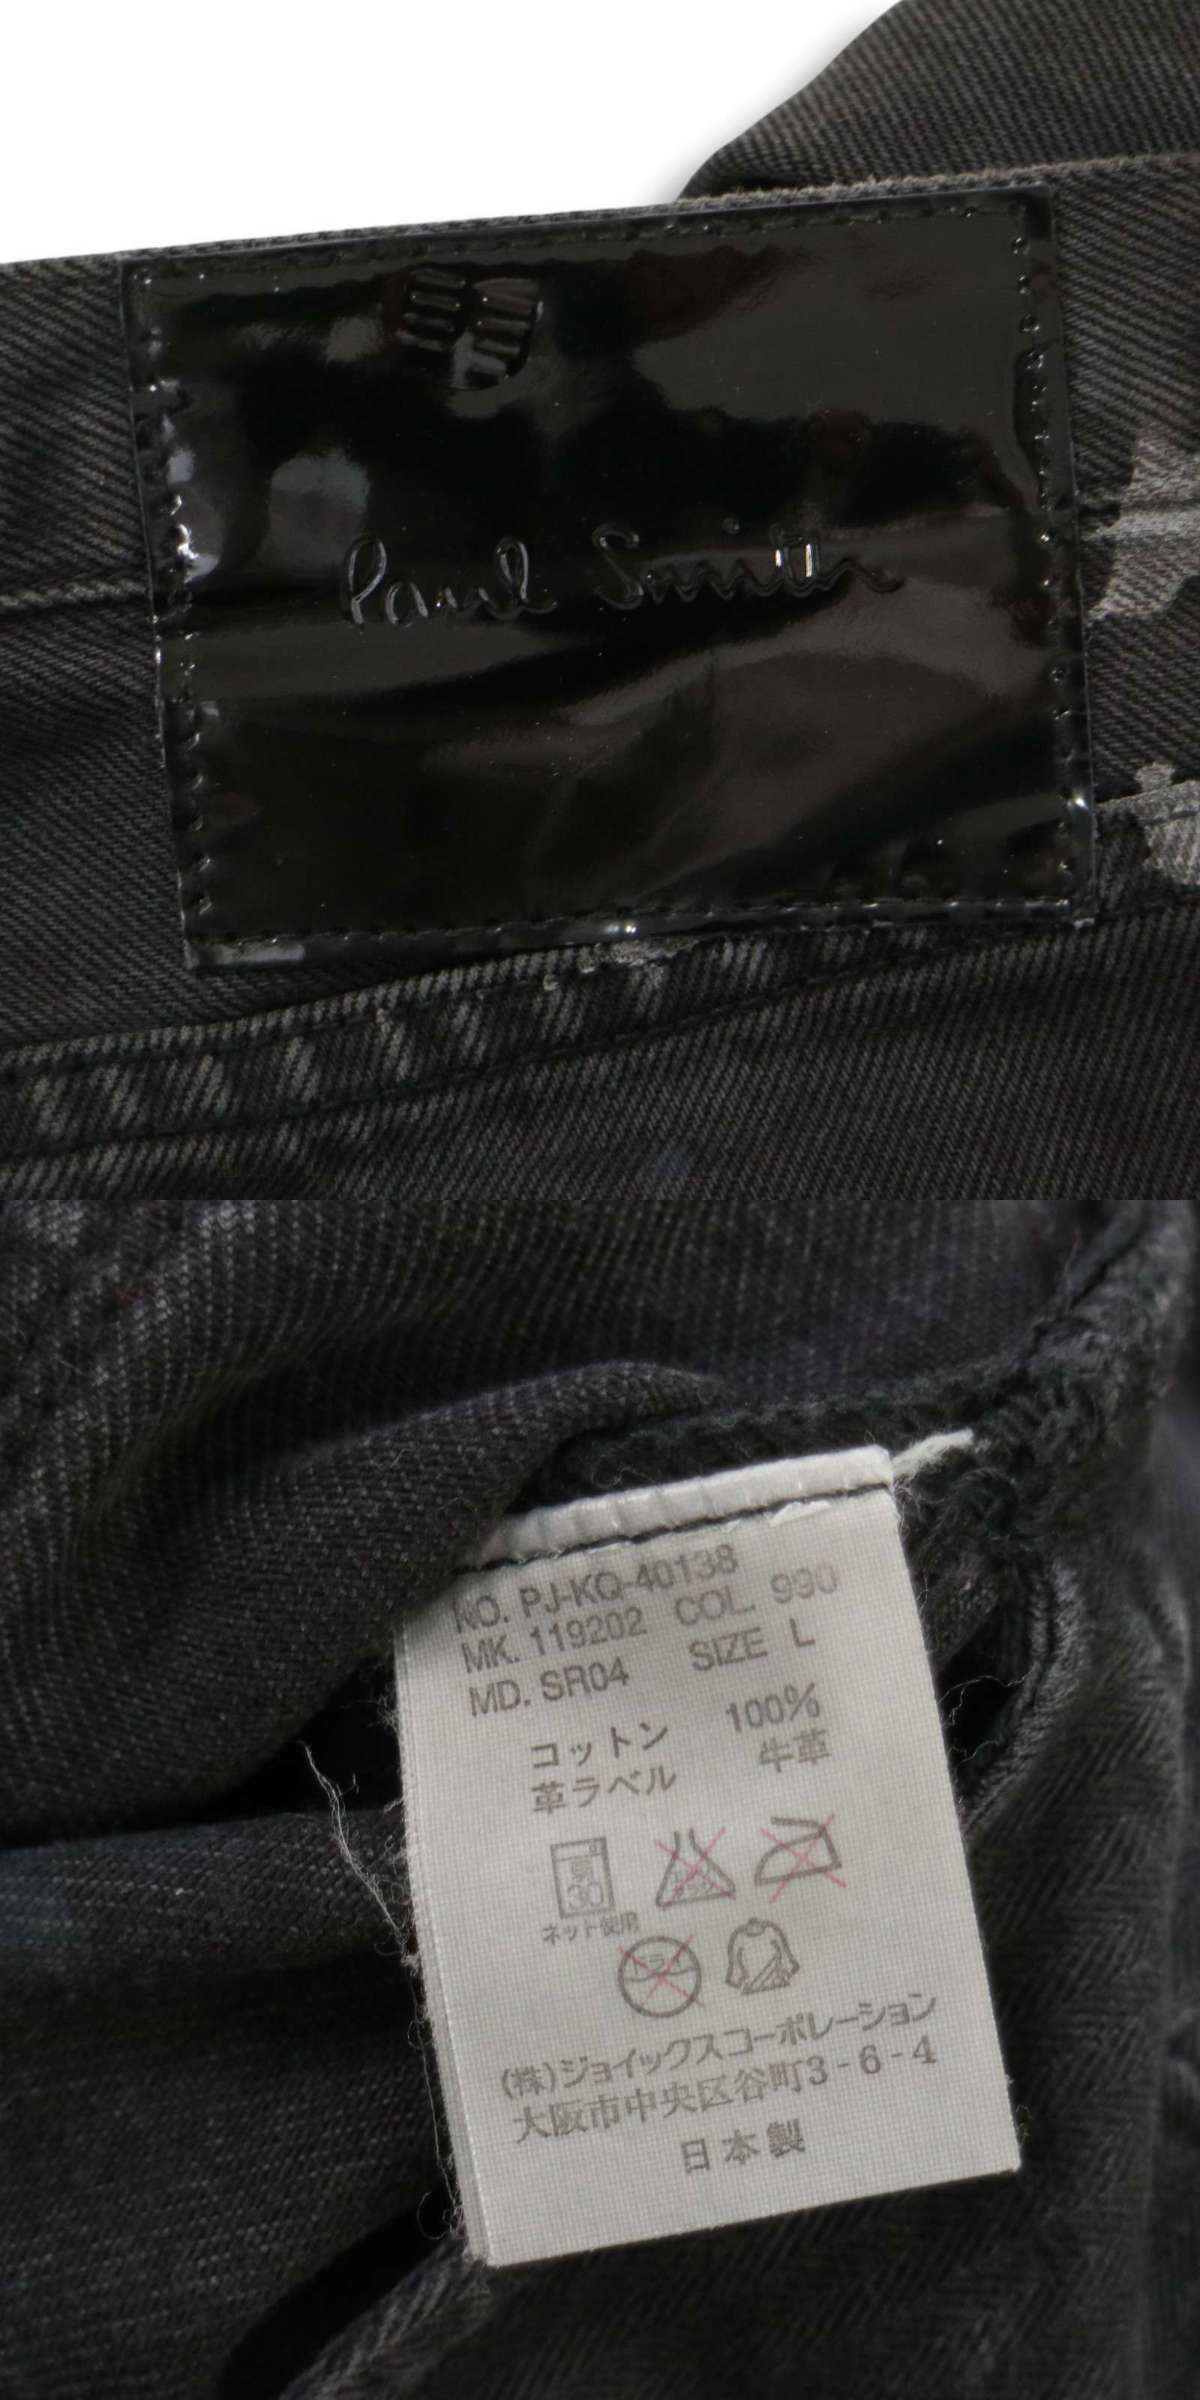 Paul Smith
NO. PJ-KQ-40138
MK. 119202 COL. 990
MD. SR04 SIZE L
コットン 100%
革ラベル 牛革
30
ネット使用
(株)ジョイックスコーポレーション
大阪市中央区谷町3-6-4
日本製